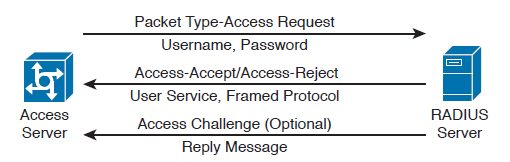 Packet Type-Access Request
Username, Password
Access-Accept/Access-Reject
User Service, Framed Protocol
Access Challenge (Optional)
Reply Message
Access
Server
RADIUS
Server